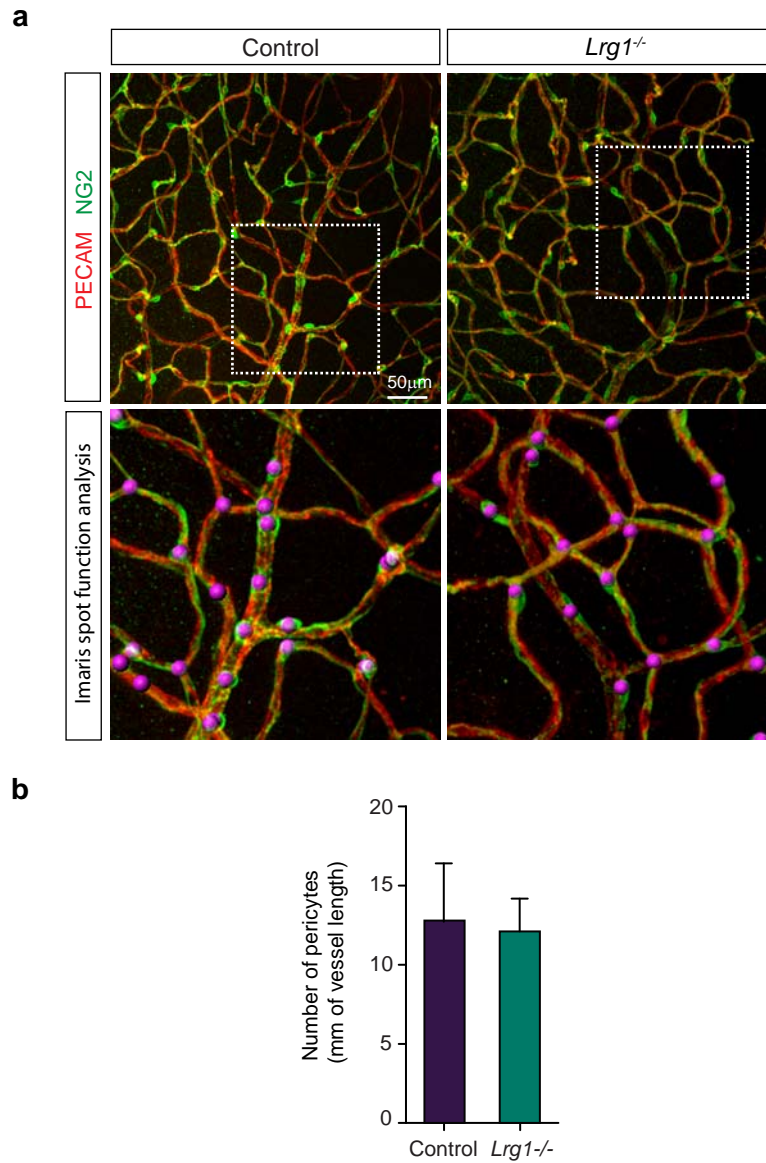 a
Control
Lrg1-/-
PECAM NG2
50µm
Imaris spot function analysis
b
Number of pericytes
(mm of vessel length)
20
15
10
5
0
Control Lrg1-/-